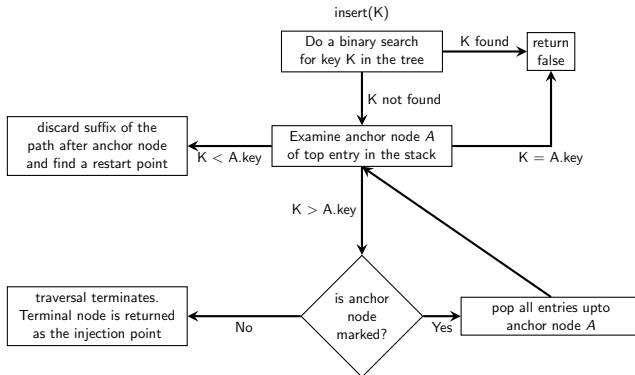 insert(K)
Do a binary search
for key K in the tree
K found
return
false
K not found
discard suffix of the
path after anchor node
and find a restart point
K < A.key
Examine anchor node A
of top entry in the stack
K = A.key
K > A.key
traversal terminates.
Terminal node is returned
as the injection point
No
is anchor
node
marked?
Yes
pop all entries upto
anchor node A